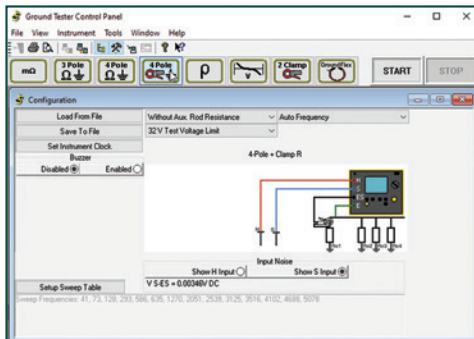 Ground Tester Control Panel
File View Instrument Tools Window Help
mΩ
3 Pole
Ω
4 Pole
Ω
4 Pole
ρ
V
2 Clamp
GroundFlex
START
STOP
Configuration
Load From File
Without Aux. Rod Resistance
Auto Frequency
Save To File
32 V Test Voltage Limit
Set Instrument Clock
Buzzer
4-Pole + Clamp R
Disabled
Enabled
H
S
ES
E
Input Noise
Show H Input
Show S Input
V S-ES = 0.00346V DC
Setup Sweep Table
Sweep Frequencies: 41, 73, 128, 293, 586, 635, 1270, 2051, 2539, 3125, 3516, 4102, 4688, 5078